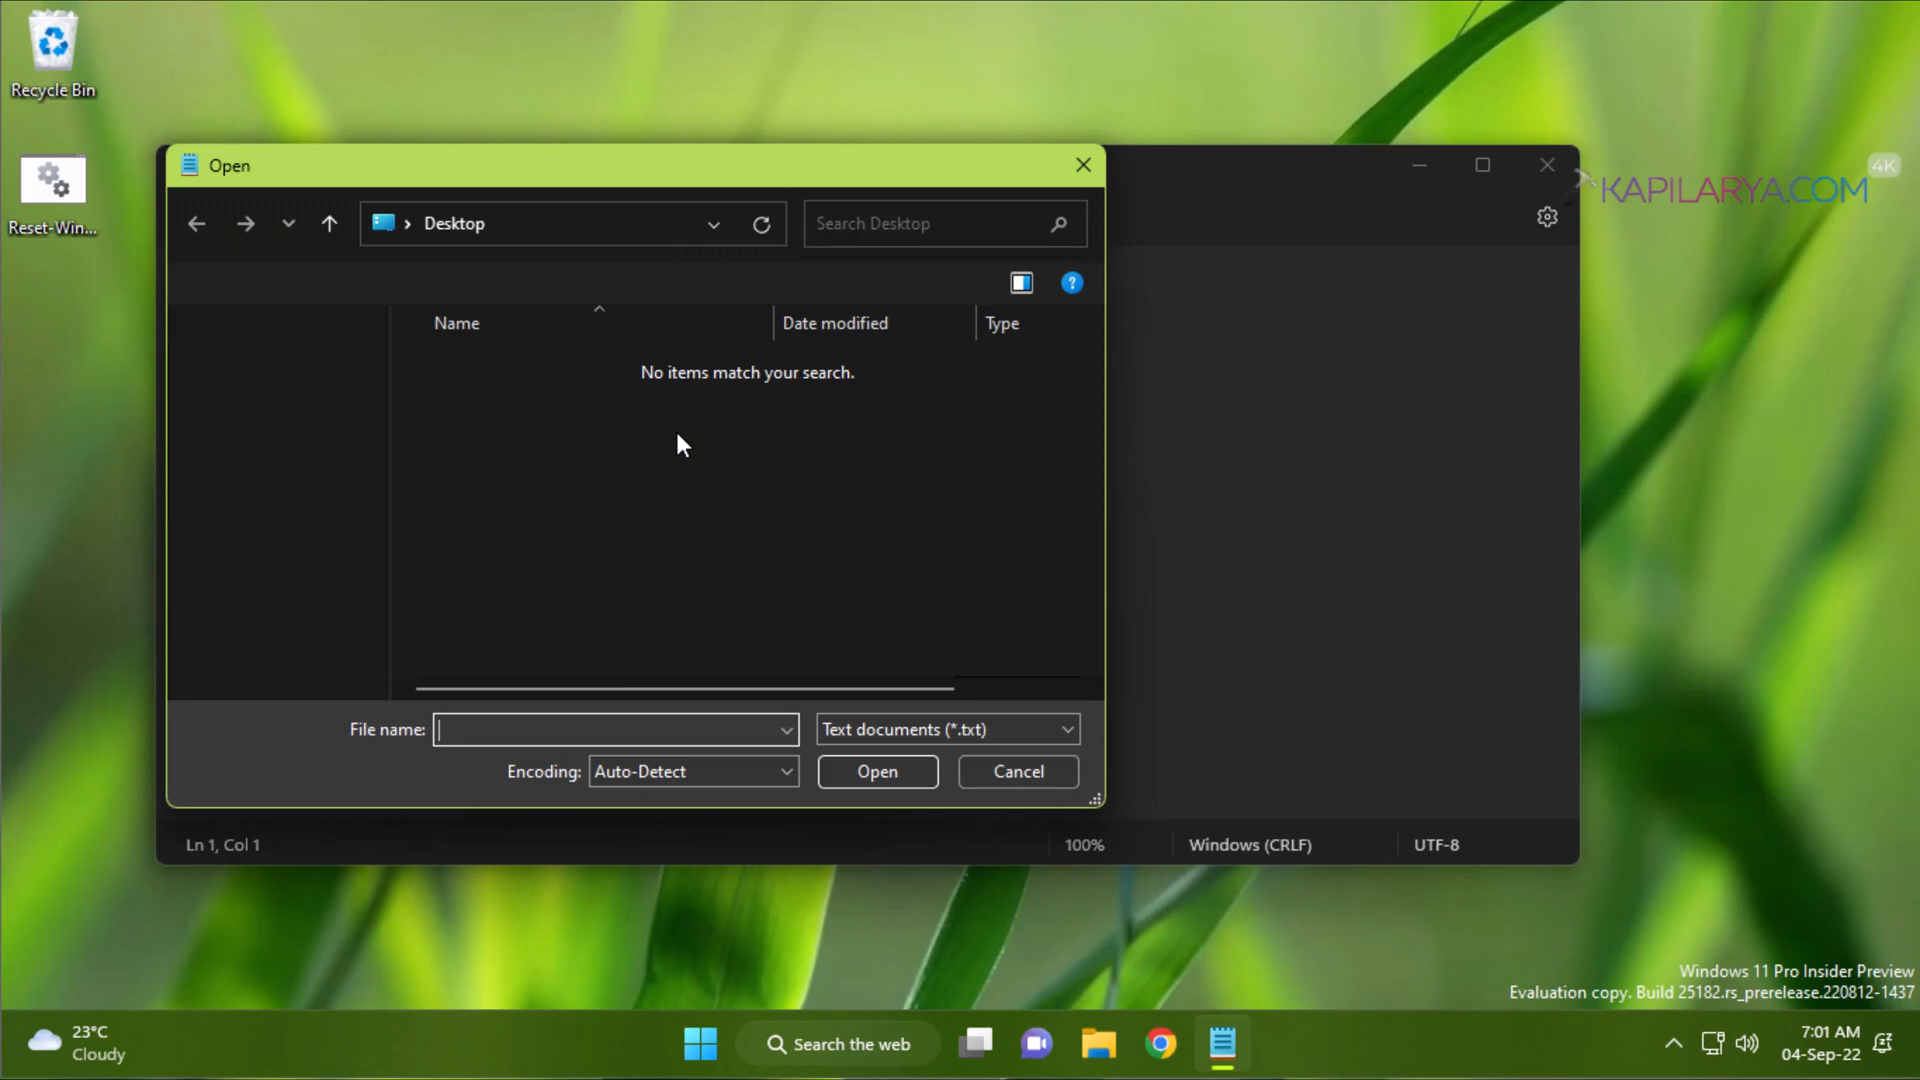 Recycle Bin
Reset-Win...
Open
Desktop
Search Desktop
KAPILARYA.COM
4K
?
Name
Date modified
Type
No items match your search.
File name:
Text documents (*.txt)
Encoding:
Auto-Detect
Open
Cancel
Ln 1, Col 1
100%
Windows (CRLF)
UTF-8
Windows 11 Pro Insider Preview
Evaluation copy. Build 25182.rs_prerelease.220812-1437
23°C
Cloudy
Search the web
7:01 AM
04-Sep-22